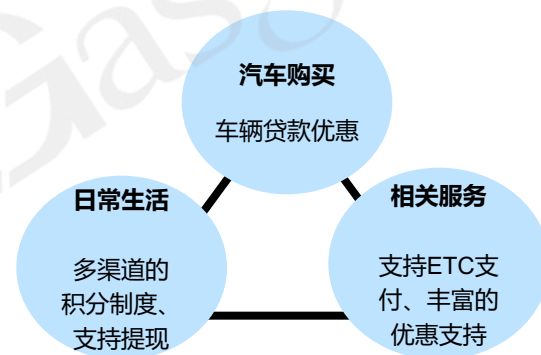 汽车购买
车辆贷款优惠
日常生活
多渠道的
积分制度、
支持提现
相关服务
支持ETC支
付、丰富的
优惠支持